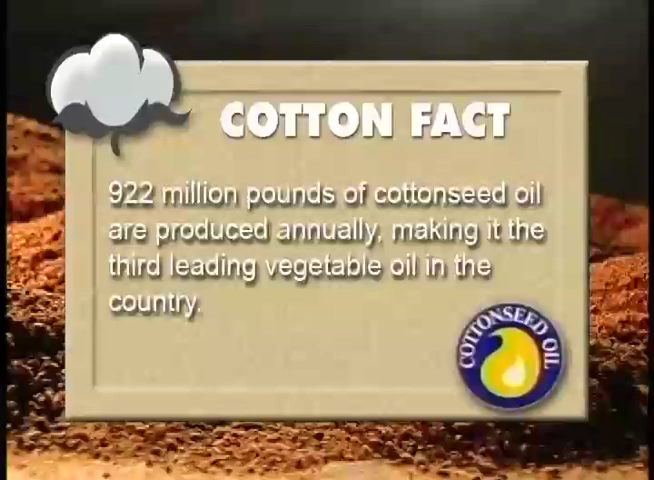 COTTON FACT
922 million pounds of cottonseed oil
are produced annually, making it the
third leading vegetable oil in the
country.
COTTONSEED OIL